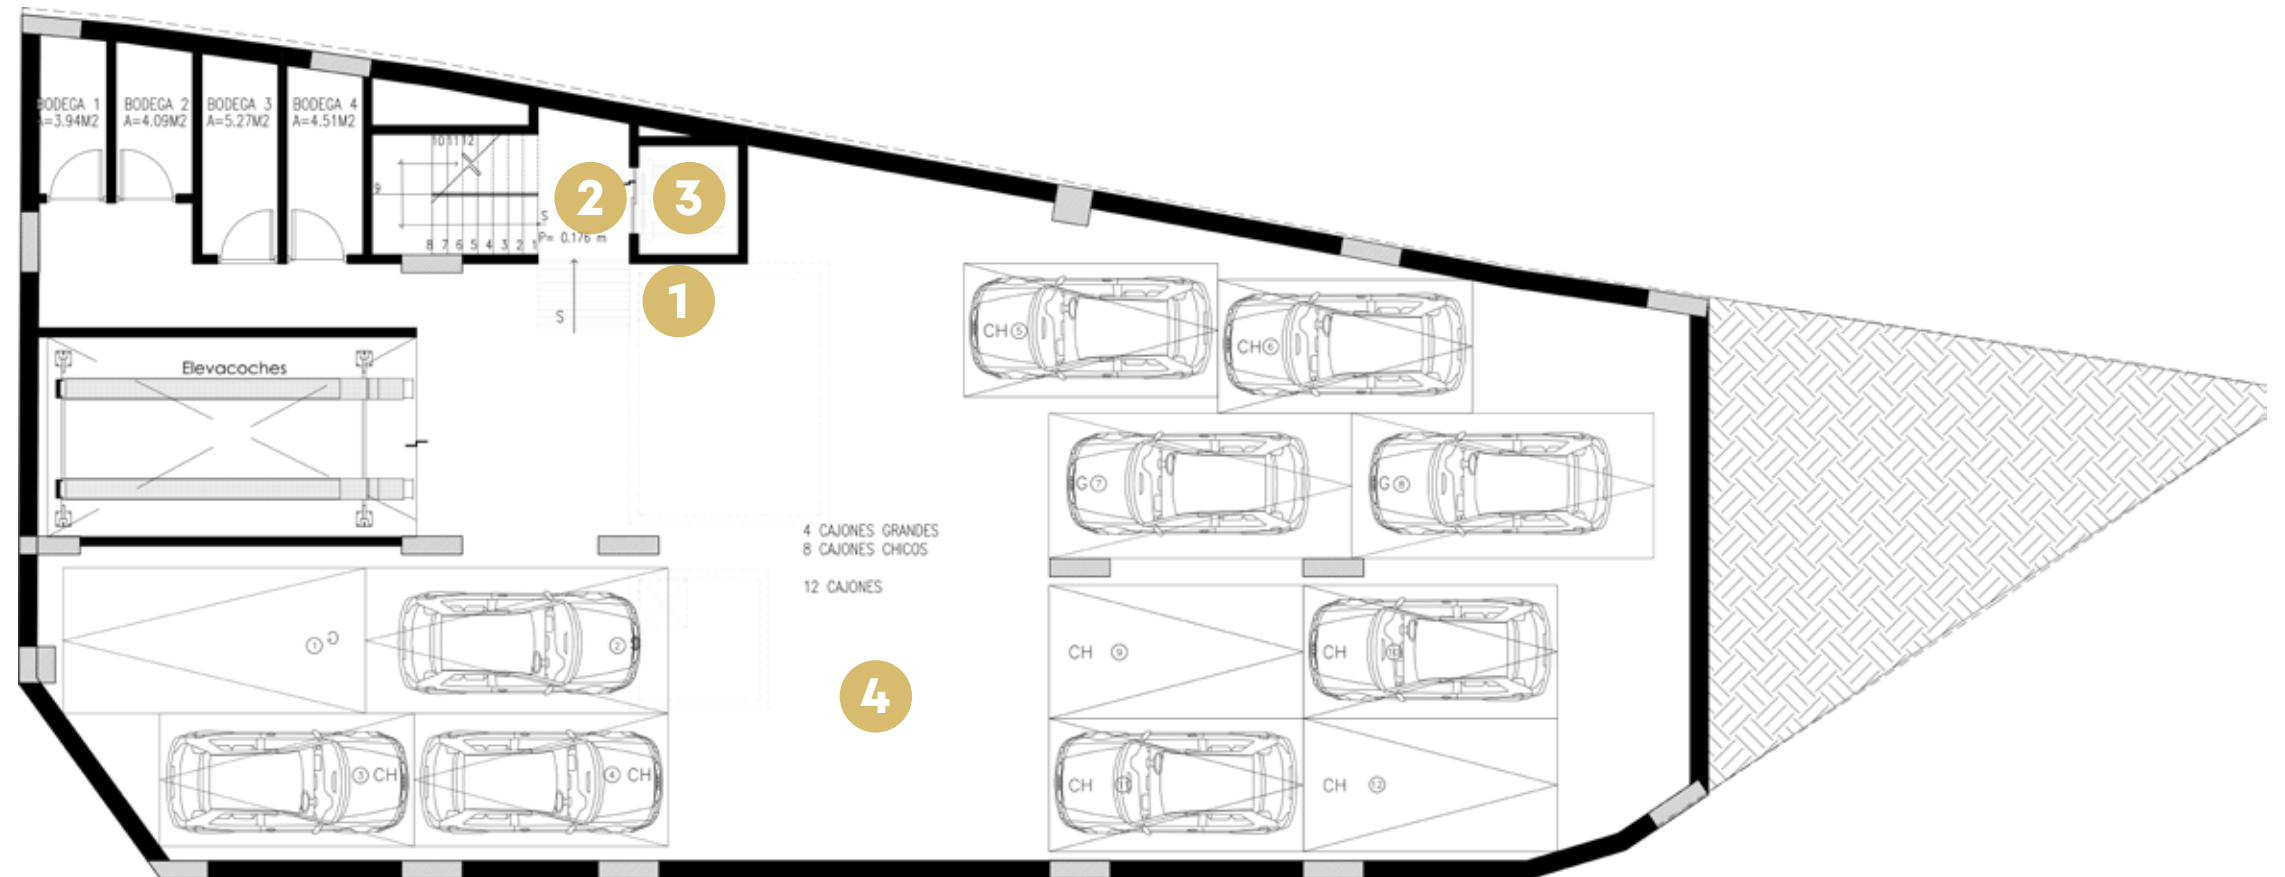 BODEGA 1
A=3.94M2
BODEGA 2
A=4.09M2
BODEGA 3
A=5.27M2
BODEGA 4
A=4.51M2
10 11 12
9
8 7 6 5 4 3 2 1
S
P= 0.176 m
S
2
3
1
Elevacoches
CH 5
CH 6
G 7
G 8
4 CAJONES GRANDES
8 CAJONES CHICOS
12 CAJONES
1 G
2
3 CH
4 CH
4
CH 9
CH 10
CH 11
CH 12